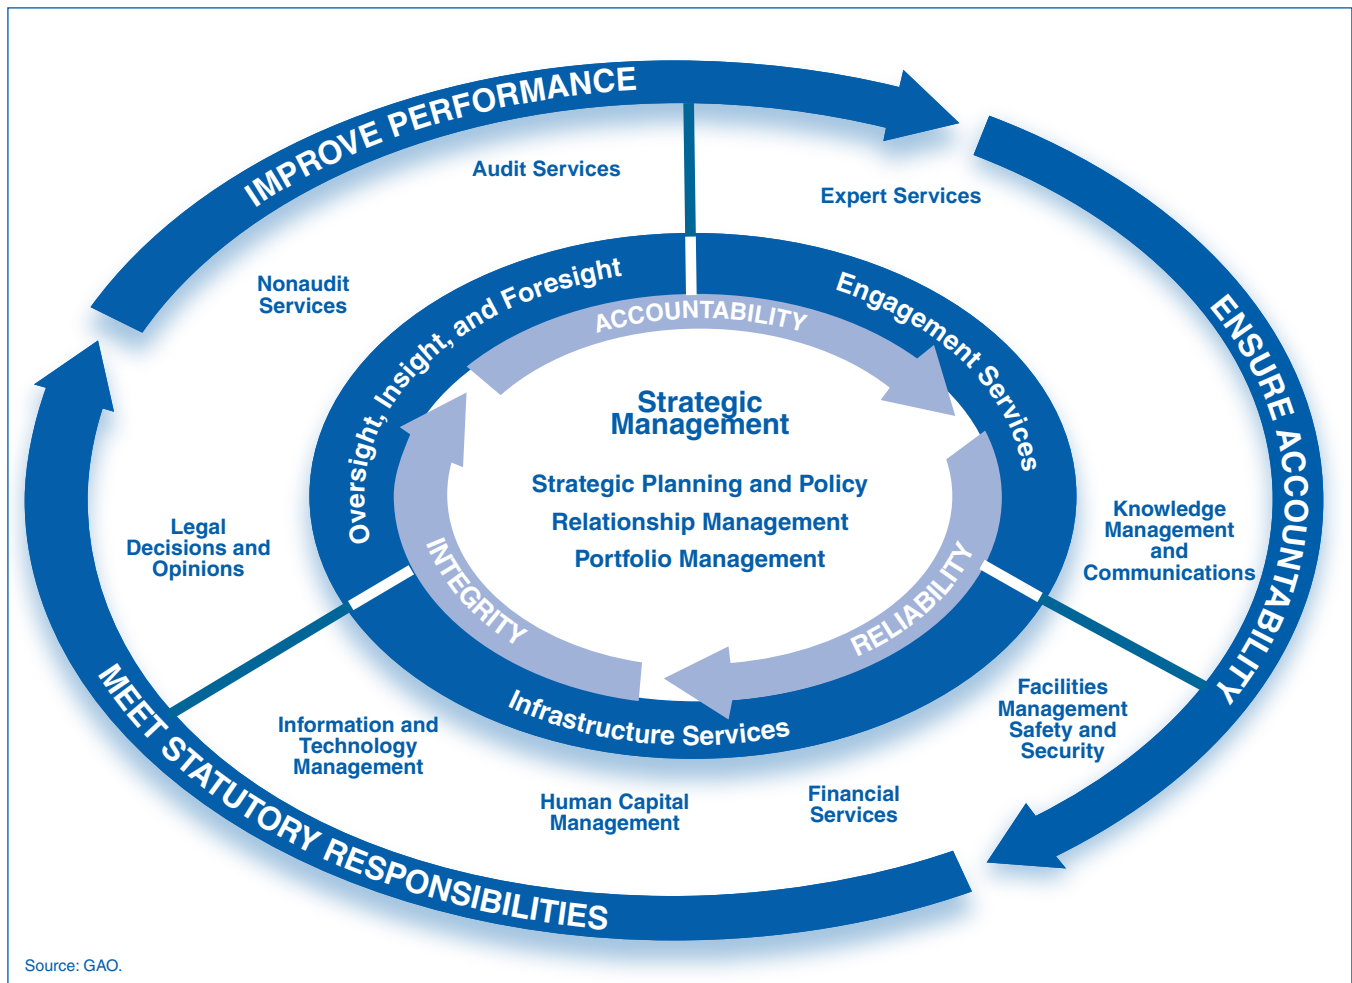 IMPROVE PERFORMANCE
Audit Services
Expert Services
Nonaudit
Services
Oversight, Insight, and Foresight
Engagement Services
ENSURE ACCOUNTABILITY
ACCOUNTABILITY
Strategic
Management
Strategic Planning and Policy
Relationship Management
Portfolio Management
Legal
Decisions and
Opinions
Knowledge
Management
and
Communications
INTEGRITY
RELIABILITY
Infrastructure Services
MEET STATUTORY RESPONSIBILITIES
Information and
Technology
Management
Facilities
Management
Safety and
Security
Human Capital
Management
Financial
Services
Source: GAO.